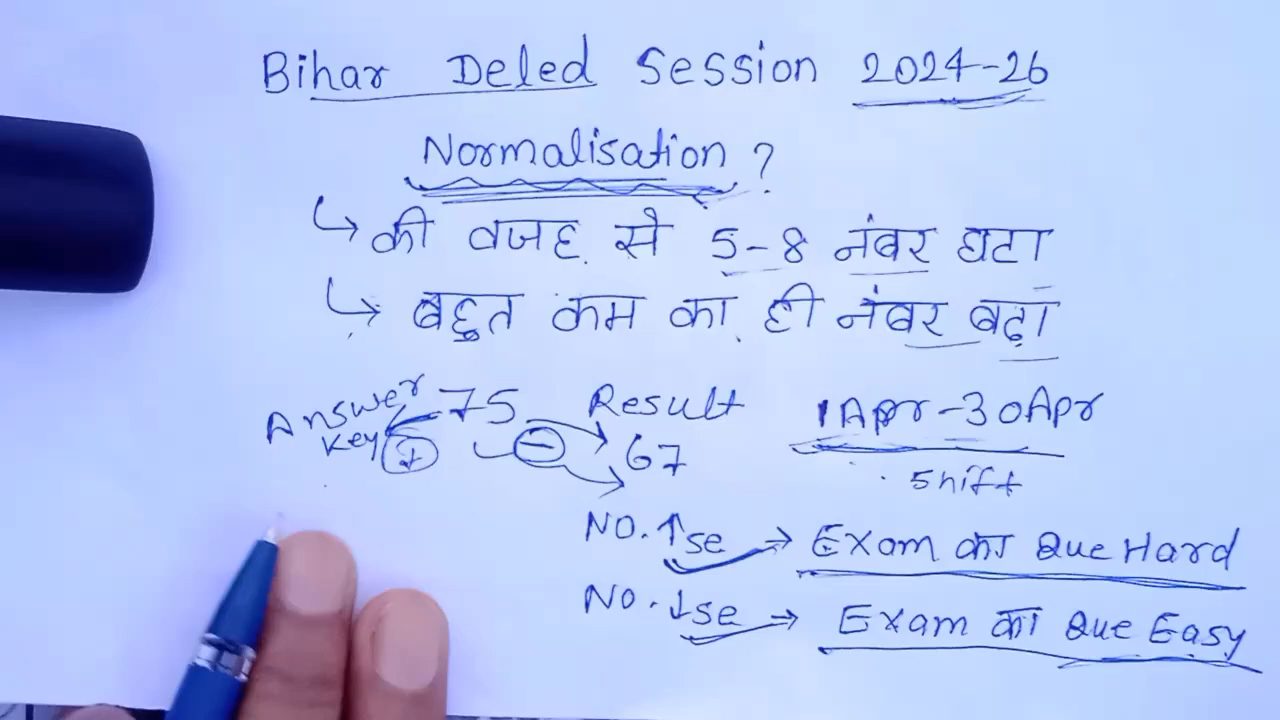 Bihar Deled Session 2024-26
Normalisation ?
↳ की वजह से 5-8 नंबर घटा
↳ बहुत कम का ही नंबर बढ़ा
Answer Key + 75 - Result 67
1Apr-30Apr
Shift
NO. ↑ se → Exam का Que Hard
NO. ↓ se → Exam का Que Easy